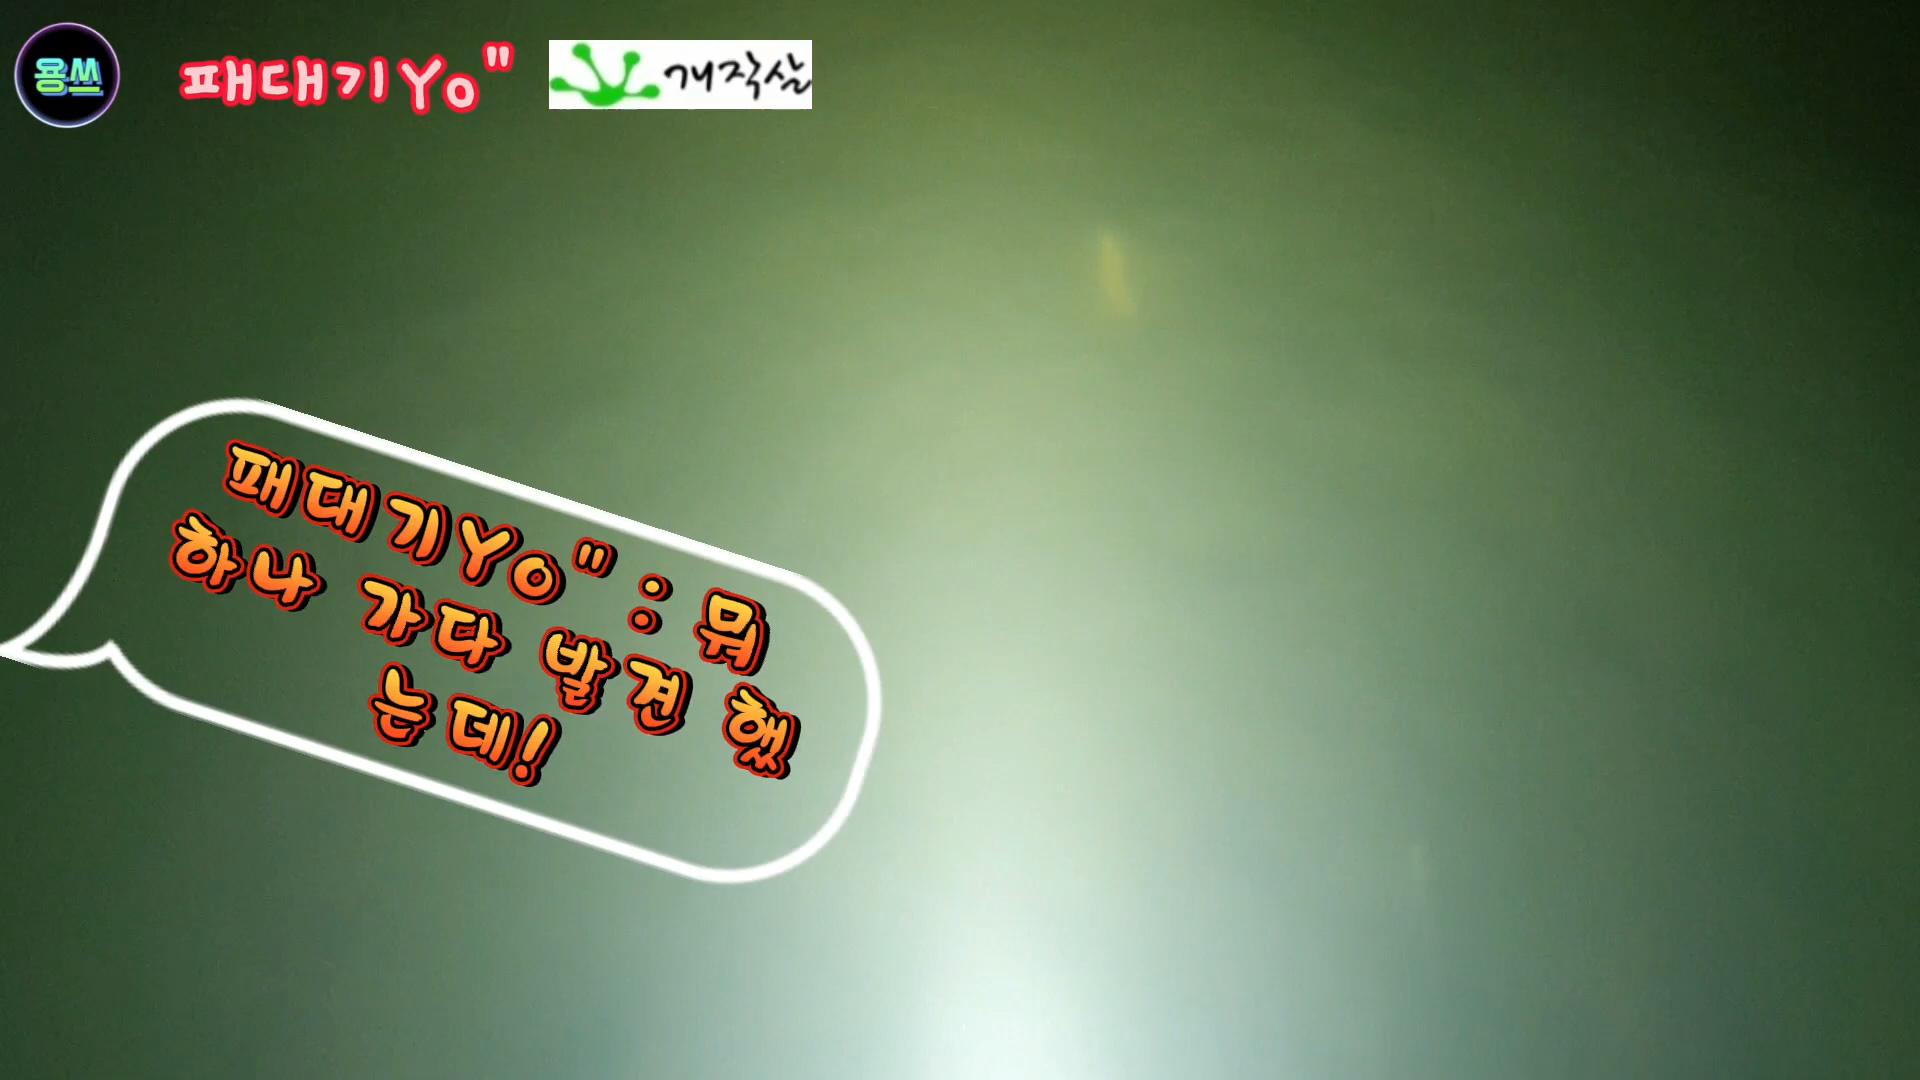 용쓰
패대기Yo"
개작살
패대기Yo" : 뭐
하나 가다 발견 했
는데!